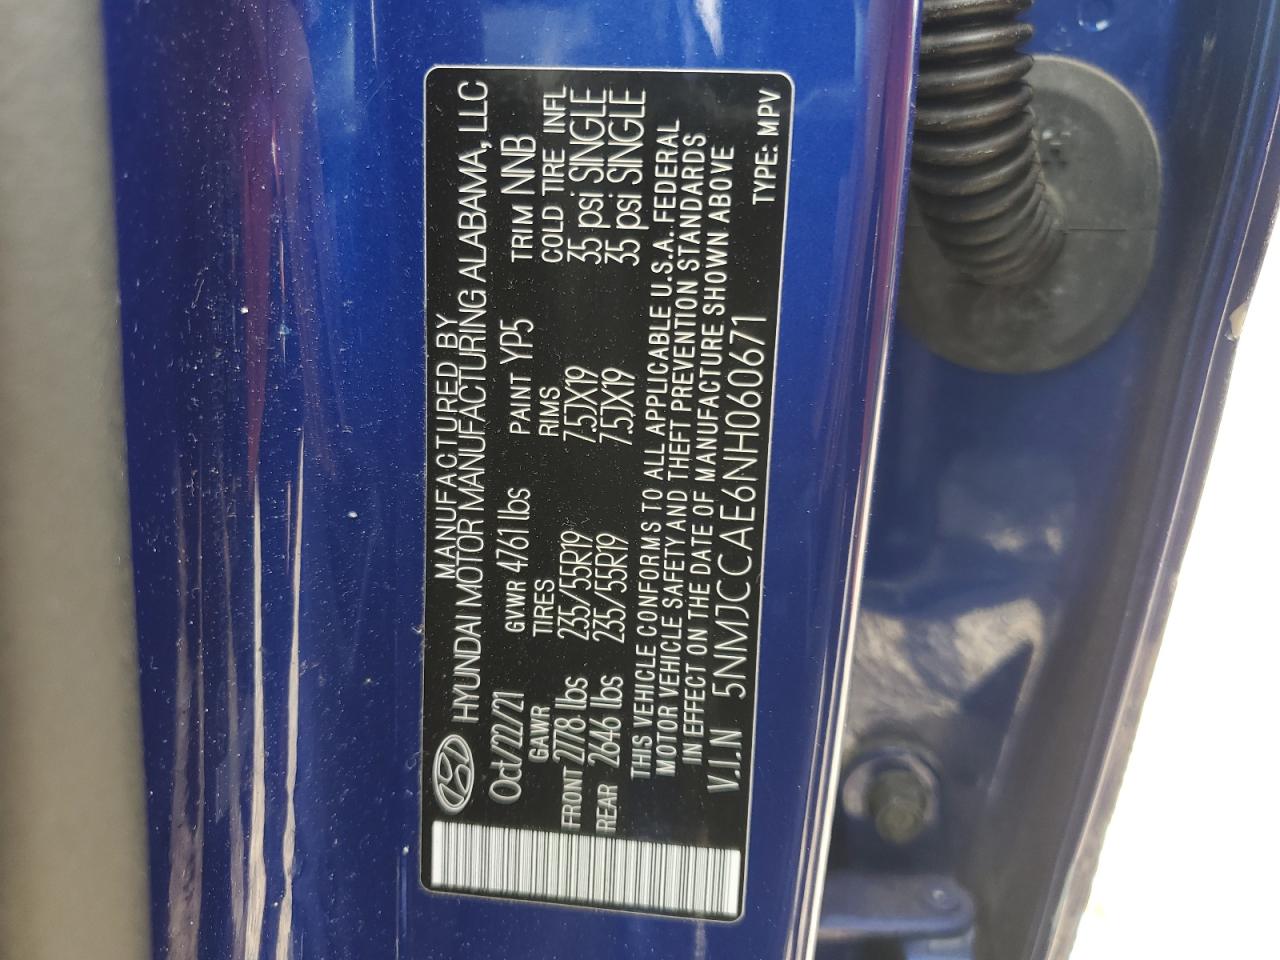 MANUFACTURED BY
HYUNDAI MOTOR MANUFACTURING ALABAMA, LLC
Oct/22/21 GVWR 4761 lbs PAINT YP5 TRIM NNB
GAWR TIRES RIMS COLD TIRE INFL
FRONT 2778 lbs 235/55R19 7.5JX19 35 psi SINGLE
REAR 2646 lbs 235/55R19 7.5JX19 35 psi SINGLE
THIS VEHICLE CONFORMS TO ALL APPLICABLE U.S.A. FEDERAL
MOTOR VEHICLE SAFETY AND THEFT PREVENTION STANDARDS
IN EFFECT ON THE DATE OF MANUFACTURE SHOWN ABOVE
V.I.N 5NMJCCAE6NH060671 TYPE: MPV